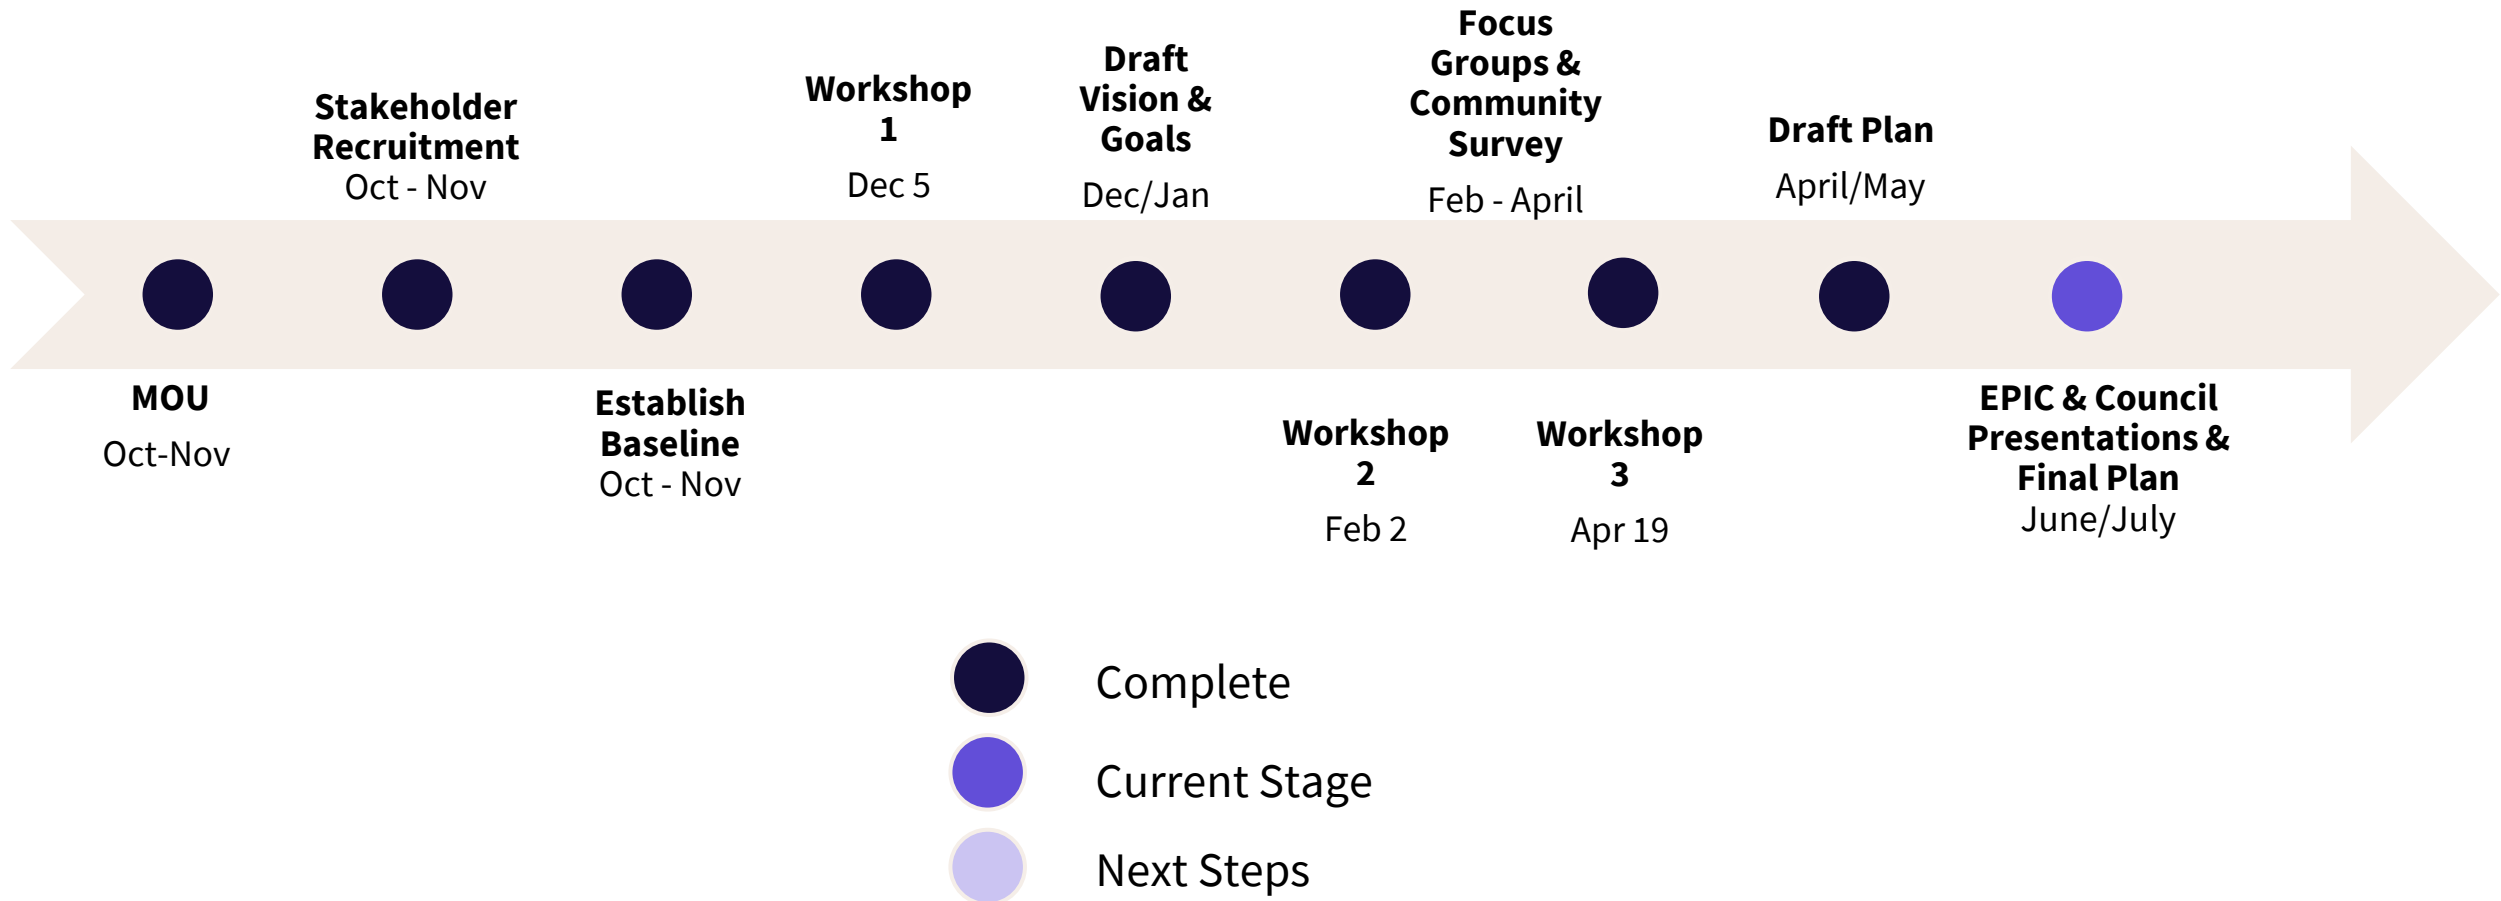 MOU
Oct-Nov
Stakeholder
Recruitment
Oct - Nov
Establish
Baseline
Oct - Nov
Workshop
1
Dec 5
Draft
Vision &
Goals
Dec/Jan
Workshop
2
Feb 2
Focus
Groups &
Community
Survey
Feb - April
Workshop
3
Apr 19
Draft Plan
April/May
EPIC & Council
Presentations &
Final Plan
June/July
Complete
Current Stage
Next Steps